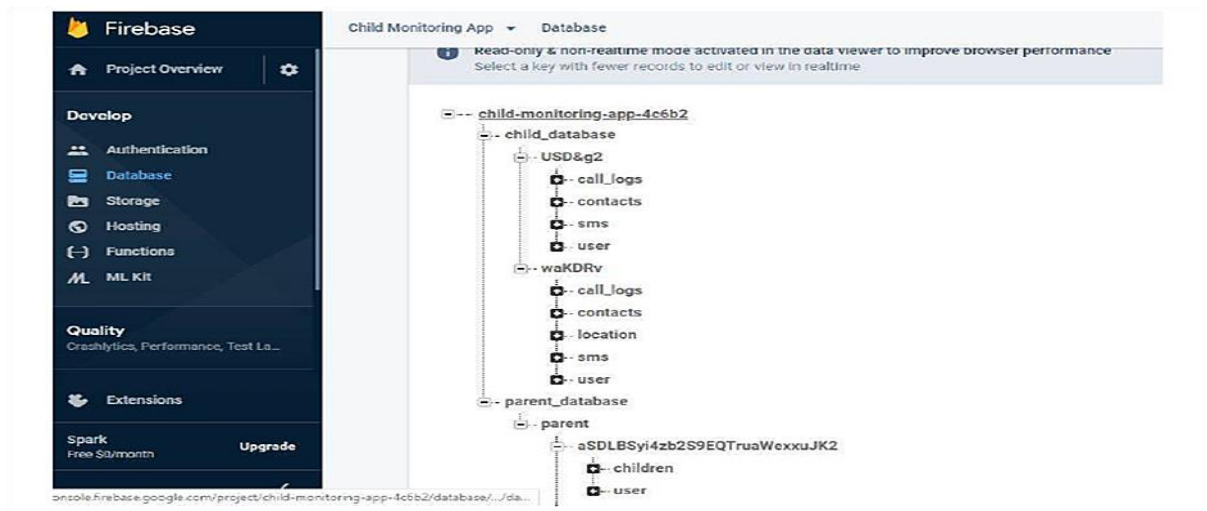 Firebase
Child Monitoring App Database
Project Overview
Read-only & non-realtime mode activated in the data viewer to improve browser performance
Select a key with fewer records to edit or view in realtime
Develop
Authentication
Database
Storage
Hosting
Functions
ML Kit
Quality
Crashlytics, Performance, Test La...
Extensions
Spark
Free $0/month
Upgrade
child-monitoring-app-4c6b2
child_database
USD&g2
call_logs
contacts
sms
user
waKDRv
call_logs
contacts
location
sms
user
parent_database
parent
aSDLBSyi4zb2S9EQTruaWexxuJK2
children
user
onsole.firebase.google.com/project/child-monitoring-app-4c6b2/database/.../da...